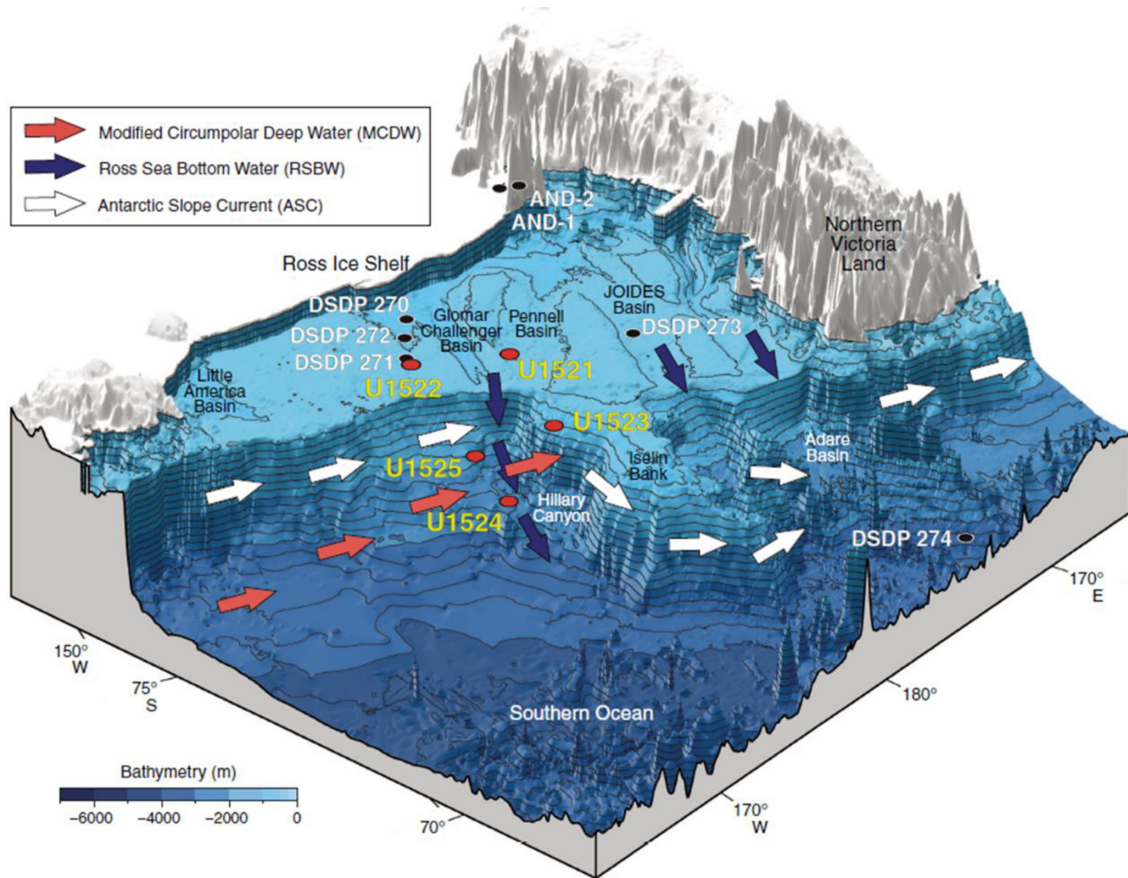 Modified Circumpolar Deep Water (MCDW)
Ross Sea Bottom Water (RSBW)
Antarctic Slope Current (ASC)
AND-2
AND-1
Northern
Victoria
Land
Ross Ice Shelf
DSDP 270
DSDP 272
DSDP 271
U1522
Glomar
Challenger
Basin
Pennell
Basin
JOIDES
Basin
DSDP 273
U1521
Little
America
Basin
U1523
U1525
Iselin
Bank
Adare
Basin
Hillary
Canyon
U1524
DSDP 274
170°
E
150°
W
75°
S
180°
Southern Ocean
Bathymetry (m)
−6000 −4000 −2000 0
70°
170°
W